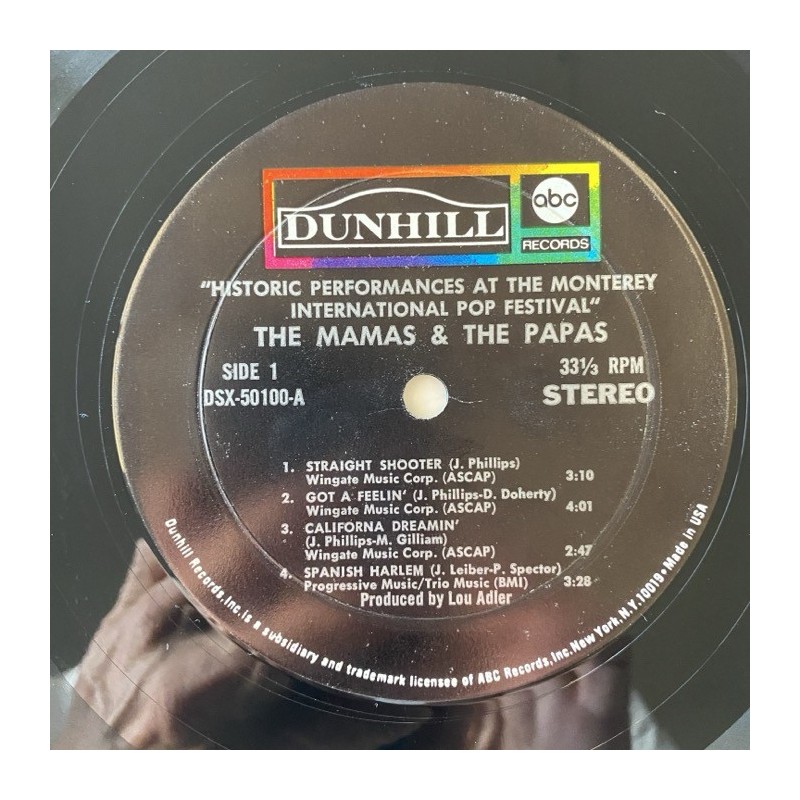 DUNHILL
abc
RECORDS
"HISTORIC PERFORMANCES AT THE MONTEREY
INTERNATIONAL POP FESTIVAL"
THE MAMAS & THE PAPAS
SIDE 1 33⅓ RPM
DSX-50100-A STEREO
1. STRAIGHT SHOOTER (J. Phillips)
Wingate Music Corp. (ASCAP) 3:10
2. GOT A FEELIN' (J. Phillips-D. Doherty)
Wingate Music Corp. (ASCAP) 4:01
3. CALIFORNA DREAMIN'
(J. Phillips-M. Gilliam)
Wingate Music Corp. (ASCAP) 2:47
4. SPANISH HARLEM (J. Leiber-P. Spector)
Progressive Music/Trio Music (BMI) 3:28
Produced by Lou Adler
Dunhill Records, Inc. is a subsidiary and trademark licensee of ABC Records, Inc. New York, N.Y. 10019 • Made in USA